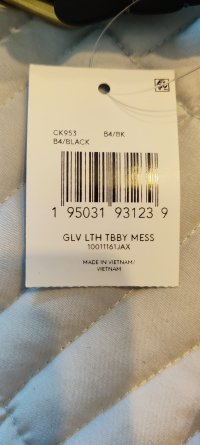 CK953 B4/BK
B4/BLACK
1 95031 93123 9
GLV LTH TBBY MESS
10011161JAX
MADE IN VIETNAM/
VIETNAM